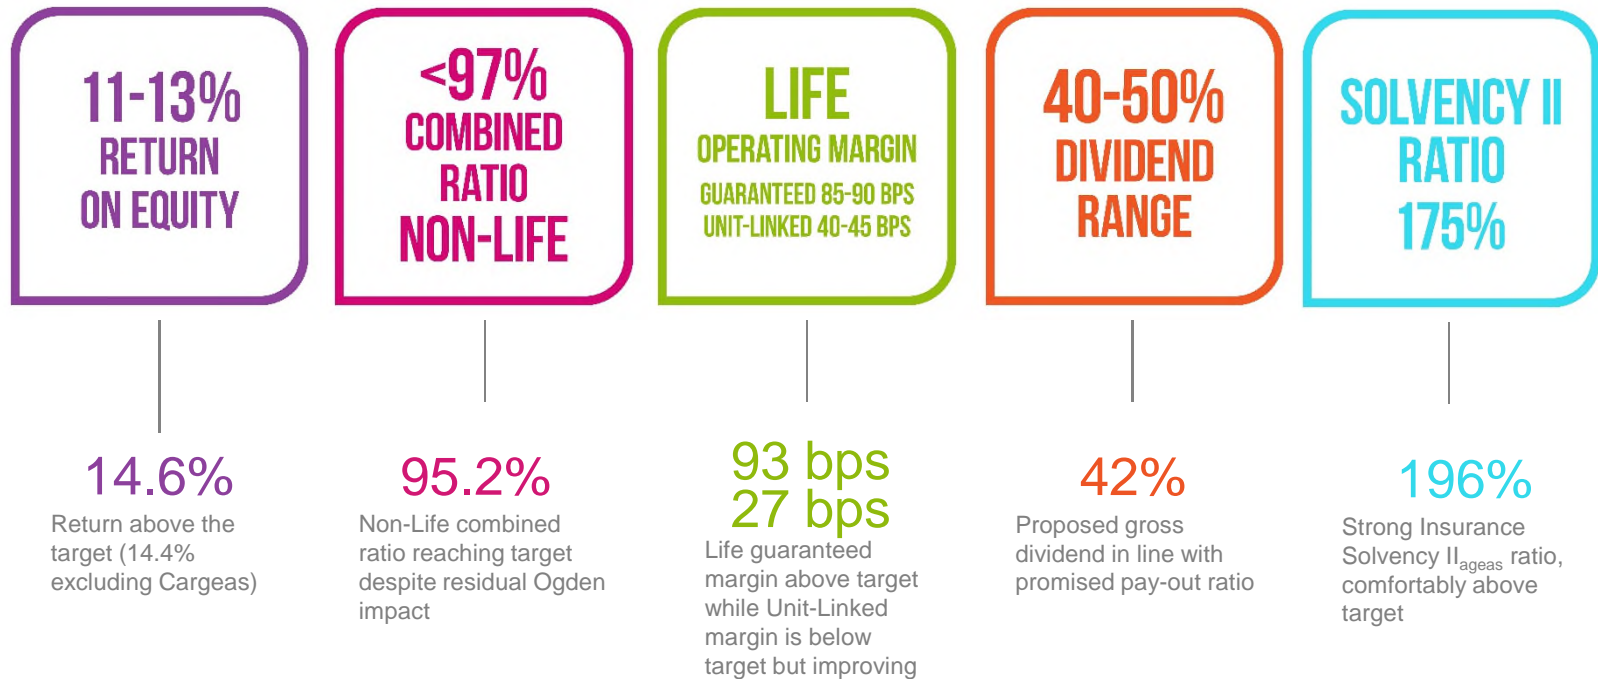 11-13%
RETURN
ON EQUITY
14.6%
Return above the
target (14.4%
excluding Cargeas)
<97%
COMBINED
RATIO
NON-LIFE
95.2%
Non-Life combined
ratio reaching target
despite residual Ogden
impact
LIFE
OPERATING MARGIN
GUARANTEED 85-90 BPS
UNIT-LINKED 40-45 BPS
93 bps
27 bps
Life guaranteed
margin above target
while Unit-Linked
margin is below
target but improving
40-50%
DIVIDEND
RANGE
42%
Proposed gross
dividend in line with
promised pay-out ratio
SOLVENCY II
RATIO
175%
196%
Strong Insurance
Solvency IIageas ratio,
comfortably above
target